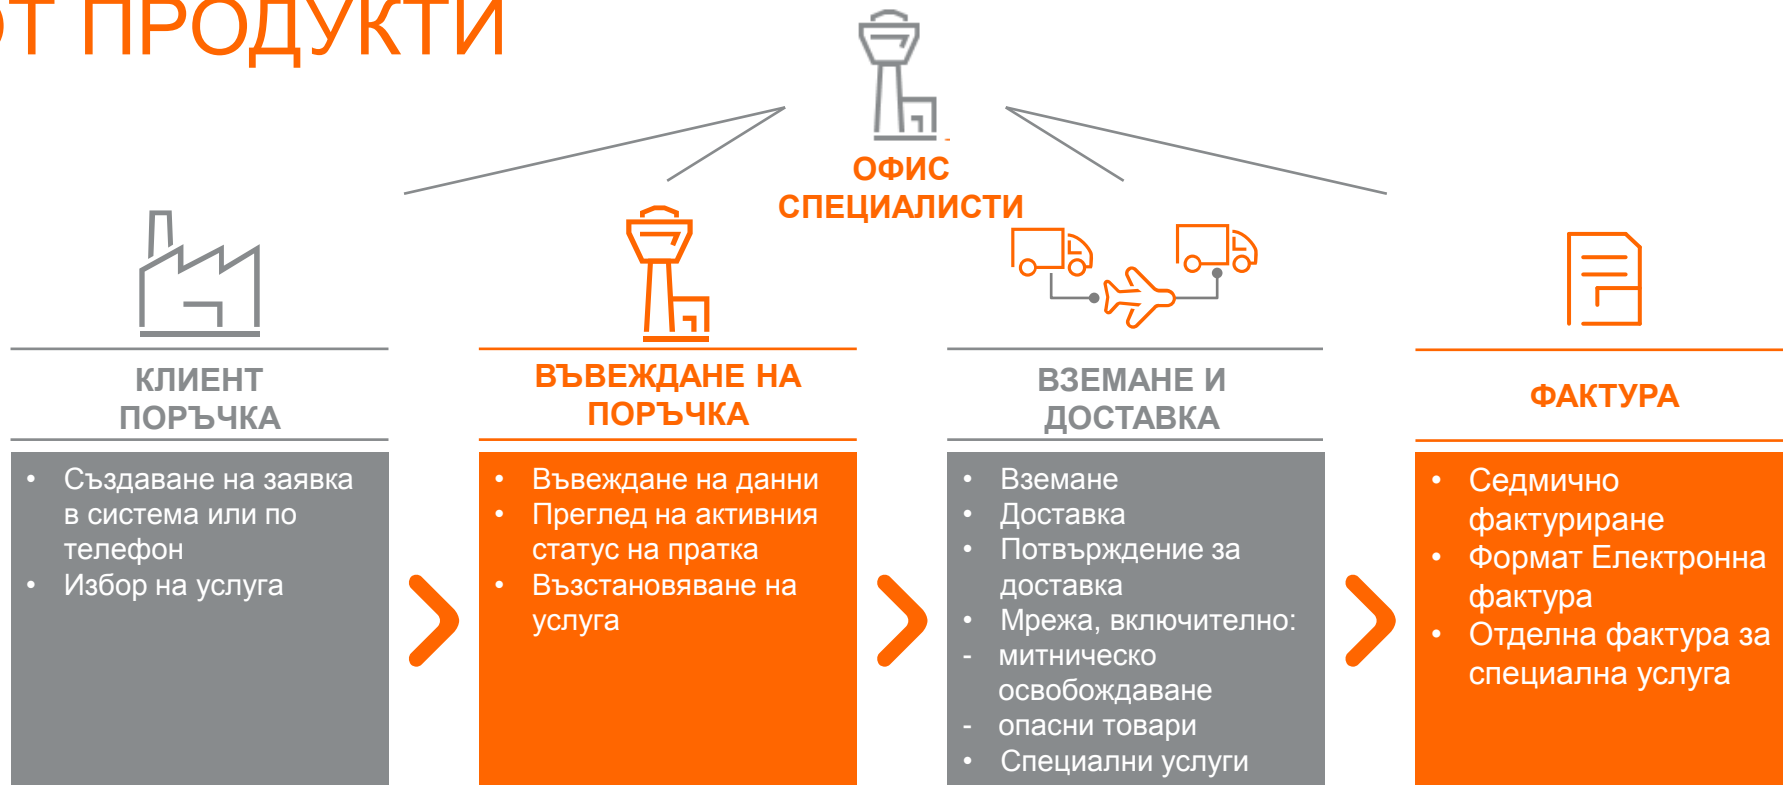 ОТ ПРОДУКТИ
ОФИС
СПЕЦИАЛИСТИ
КЛИЕНТ
ПОРЪЧКА
• Създаване на заявка
в система или по
телефон
• Избор на услуга
ВЪВЕЖДАНЕ НА
ПОРЪЧКА
• Въвеждане на данни
• Преглед на активния
статус на пратка
• Възстановяване на
услуга
ВЗЕМАНЕ И
ДОСТАВКА
• Вземане
• Доставка
• Потвърждение за
доставка
• Мрежа, включително:
- митническо
освобождаване
- опасни товари
• Специални услуги
ФАКТУРА
• Седмично
фактуриране
• Формат Електронна
фактура
• Отделна фактура за
специална услуга